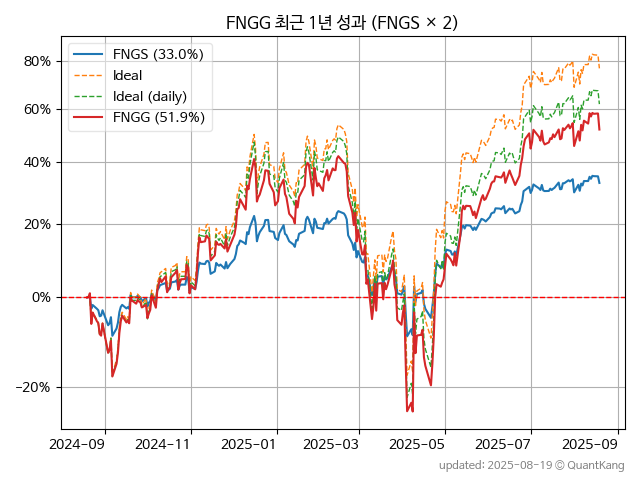 FNGG 최근 1년 성과 (FNGS × 2)
FNGS (33.0%)
Ideal
Ideal (daily)
FNGG (51.9%)
80%
60%
40%
20%
0%
−20%
2024-09 2024-11 2025-01 2025-03 2025-05 2025-07 2025-09
updated: 2025-08-19 © QuantKang